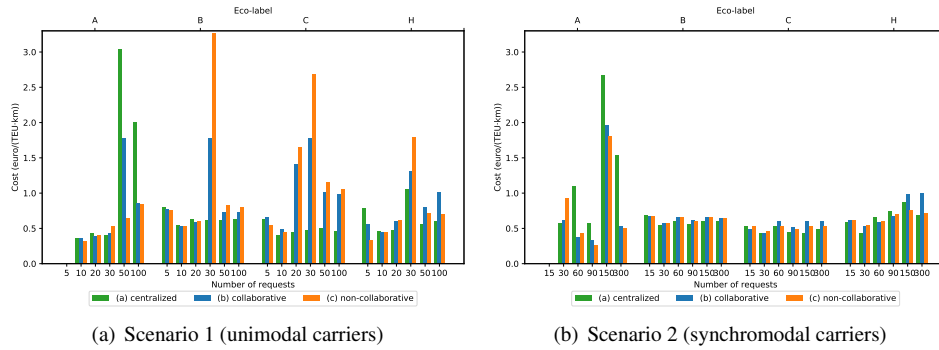 Eco-label
A B C H
Cost (euro/(TEU·km))
3.0
2.5
2.0
1.5
1.0
0.5
0.0
5 10 20 30 50 100 5 10 20 30 50 100 5 10 20 30 50 100 5 10 20 30 50 100
Number of requests
(a) centralized (b) collaborative (c) non-collaborative
(a) Scenario 1 (unimodal carriers)
Eco-label
A B C H
Cost (euro/(TEU·km))
3.0
2.5
2.0
1.5
1.0
0.5
0.0
15 30 60 90 150 300 15 30 60 90 150 300 15 30 60 90 150 300 15 30 60 90 150 300
Number of requests
(a) centralized (b) collaborative (c) non-collaborative
(b) Scenario 2 (synchromodal carriers)